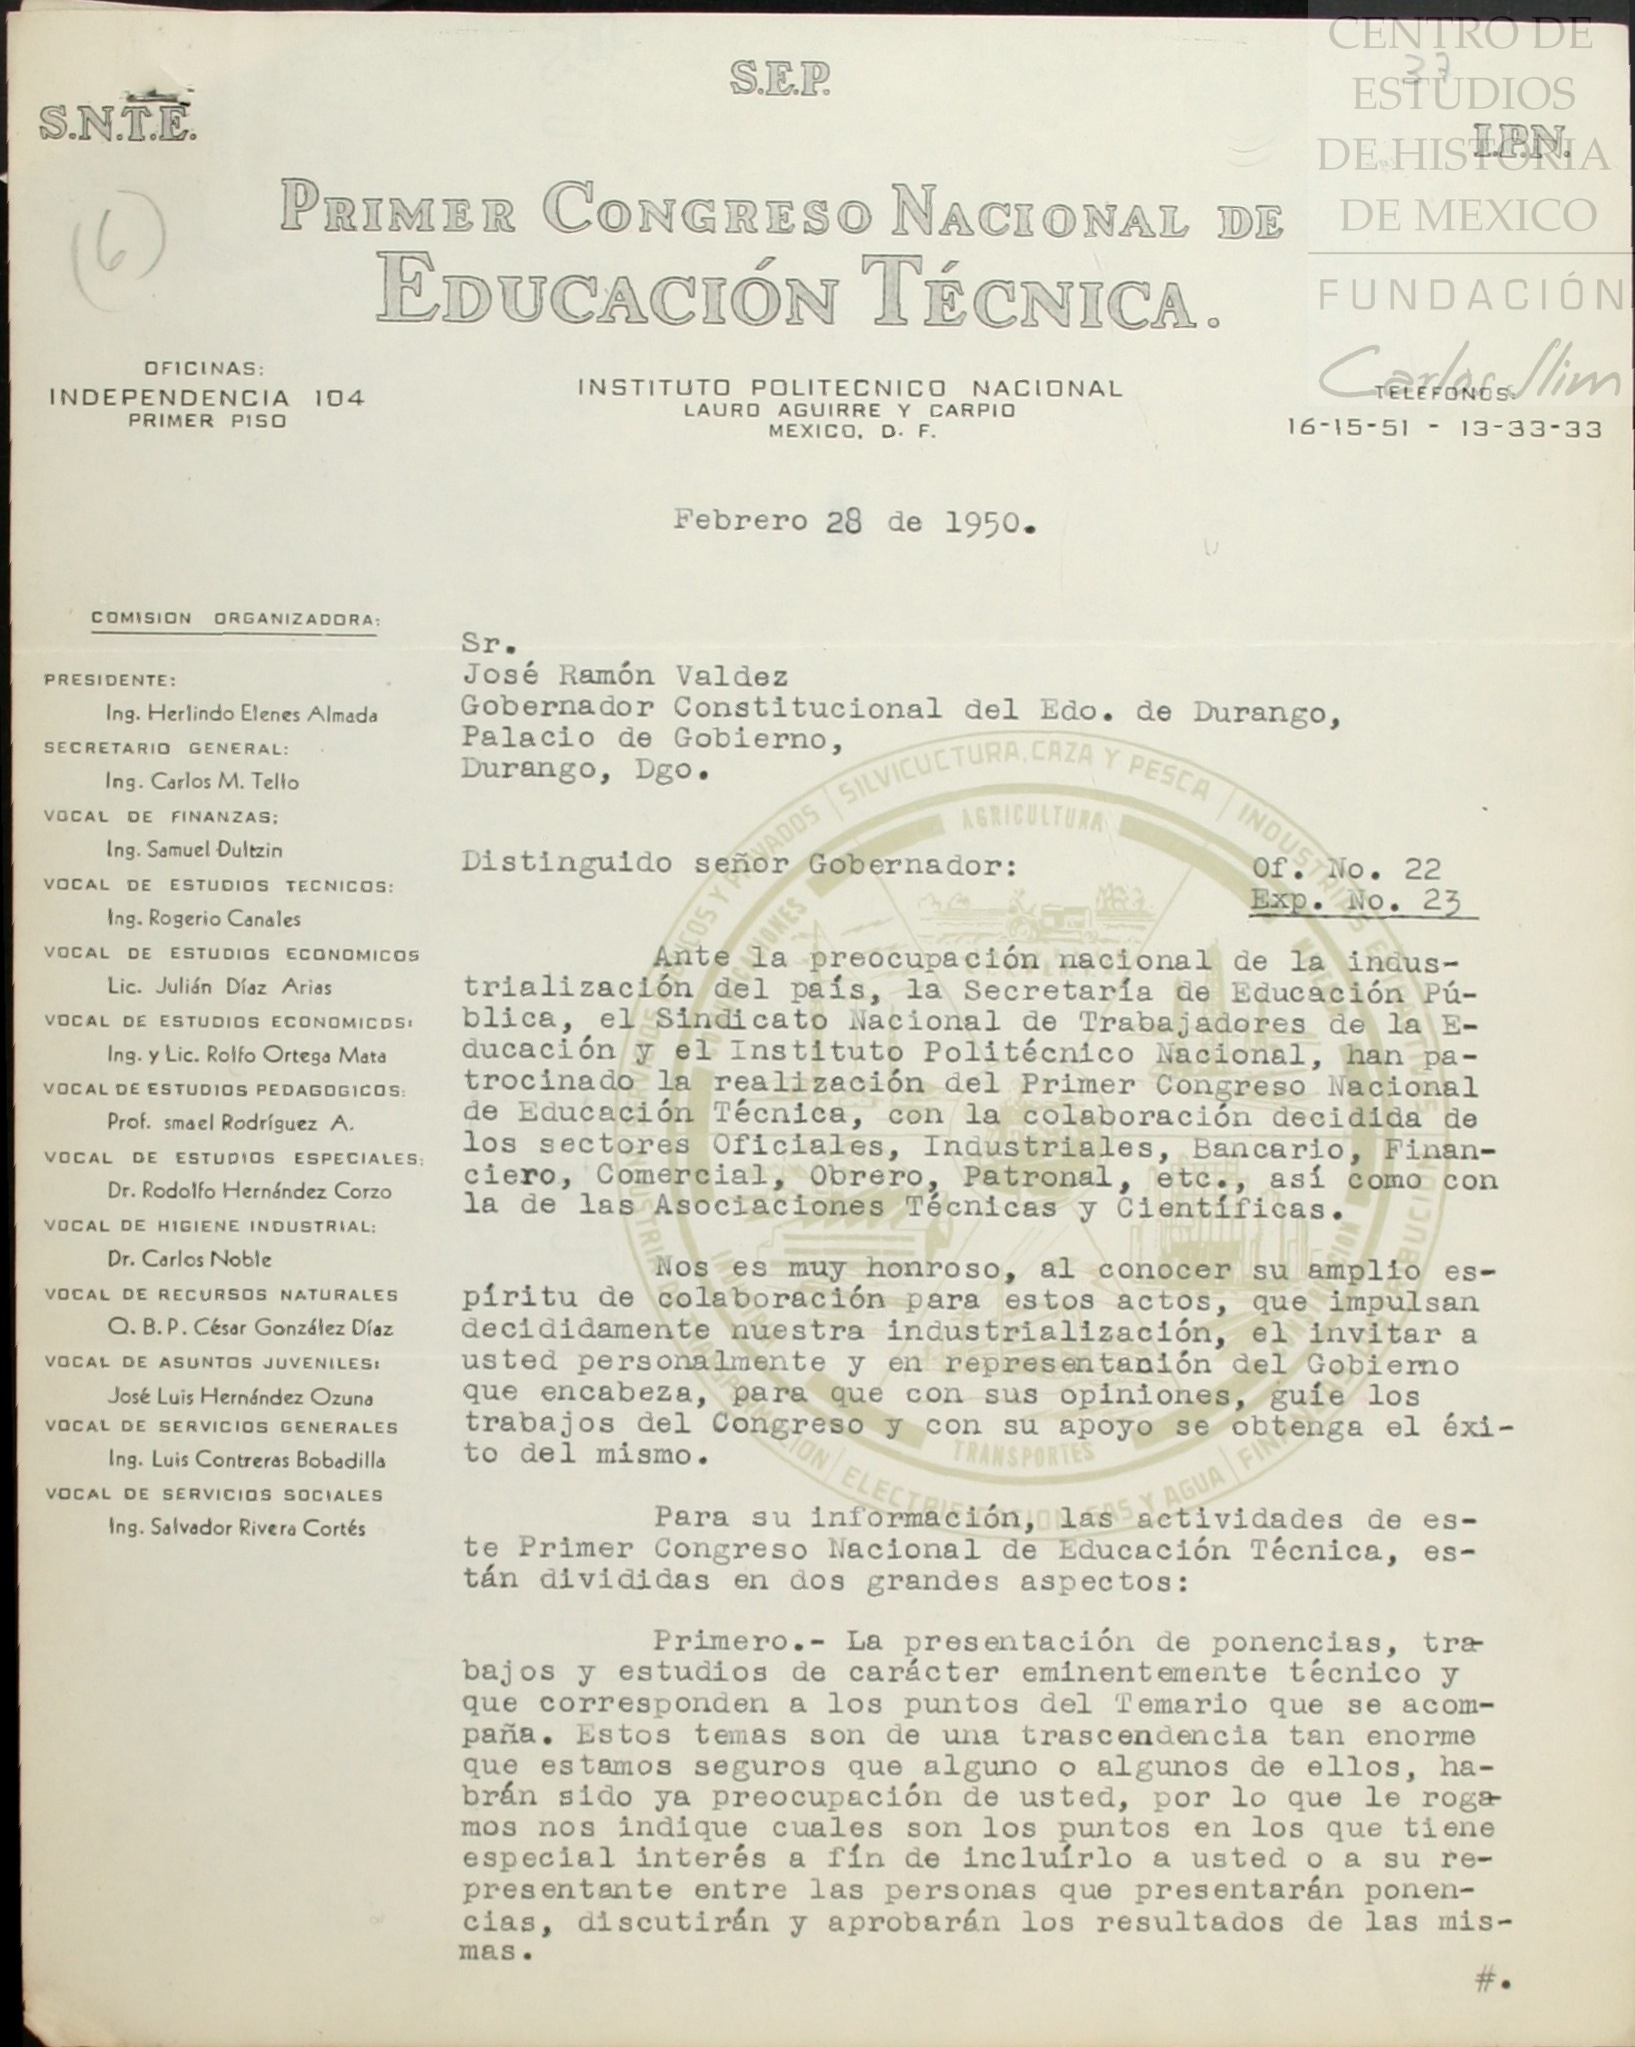 S.E.P.
S.N.T.E.
I.P.N.
37
CENTRO DE
ESTUDIOS
DE HISTORIA
DE MEXICO
FUNDACIÓN
Carlos Slim
(6)
PRIMER CONGRESO NACIONAL DE
EDUCACIÓN TÉCNICA.
OFICINAS:
INDEPENDENCIA 104
PRIMER PISO
INSTITUTO POLITECNICO NACIONAL
LAURO AGUIRRE Y CARPIO
MEXICO, D. F.
TELEFONOS:
16-15-51 - 13-33-33
Febrero 28 de 1950.
COMISION ORGANIZADORA:
PRESIDENTE:
Ing. Herlindo Elenes Almada
SECRETARIO GENERAL:
Ing. Carlos M. Tello
VOCAL DE FINANZAS:
Ing. Samuel Dultzin
VOCAL DE ESTUDIOS TECNICOS:
Ing. Rogerio Canales
VOCAL DE ESTUDIOS ECONOMICOS
Lic. Julián Díaz Arias
VOCAL DE ESTUDIOS ECONOMICOS:
Ing. y Lic. Rolfo Ortega Mata
VOCAL DE ESTUDIOS PEDAGOGICOS:
Prof. smael Rodríguez A.
VOCAL DE ESTUDIOS ESPECIALES:
Dr. Rodolfo Hernández Corzo
VOCAL DE HIGIENE INDUSTRIAL:
Dr. Carlos Noble
VOCAL DE RECURSOS NATURALES
Q. B. P. César González Díaz
VOCAL DE ASUNTOS JUVENILES:
José Luis Hernández Ozuna
VOCAL DE SERVICIOS GENERALES
Ing. Luis Contreras Bobadilla
VOCAL DE SERVICIOS SOCIALES
Ing. Salvador Rivera Cortés
Sr.
José Ramón Valdez
Gobernador Constitucional del Edo. de Durango,
Palacio de Gobierno,
Durango, Dgo.
Distinguido señor Gobernador:
Of. No. 22
Exp. No. 23
Ante la preocupación nacional de la indus-
trialización del país, la Secretaría de Educación Pú-
blica, el Sindicato Nacional de Trabajadores de la E-
ducación y el Instituto Politécnico Nacional, han pa-
trocinado la realización del Primer Congreso Nacional
de Educación Técnica, con la colaboración decidida de
los sectores Oficiales, Industriales, Bancario, Finan-
ciero, Comercial, Obrero, Patronal, etc., así como con
la de las Asociaciones Técnicas y Científicas.
Nos es muy honroso, al conocer su amplio es-
píritu de colaboración para estos actos, que impulsan
decididamente nuestra industrialización, el invitar a
usted personalmente y en representación del Gobierno
que encabeza, para que con sus opiniones, guíe los
trabajos del Congreso y con su apoyo se obtenga el éxi-
to del mismo.
Para su información, las actividades de es-
te Primer Congreso Nacional de Educación Técnica, es-
tán divididas en dos grandes aspectos:
Primero.- La presentación de ponencias, tra-
bajos y estudios de carácter eminentemente técnico y
que corresponden a los puntos del Temario que se acom-
paña. Estos temas son de una trascendencia tan enorme
que estamos seguros que alguno o algunos de ellos, ha-
brán sido ya preocupación de usted, por lo que le roga-
mos nos indique cuales son los puntos en los que tiene
especial interés a fín de incluírlo a usted o a su re-
presentante entre las personas que presentarán ponen-
cias, discutirán y aprobarán los resultados de las mis-
mas.
#.
SILVICUCTURA, CAZA Y PESCA
AGRICULTURA
TRANSPORTES